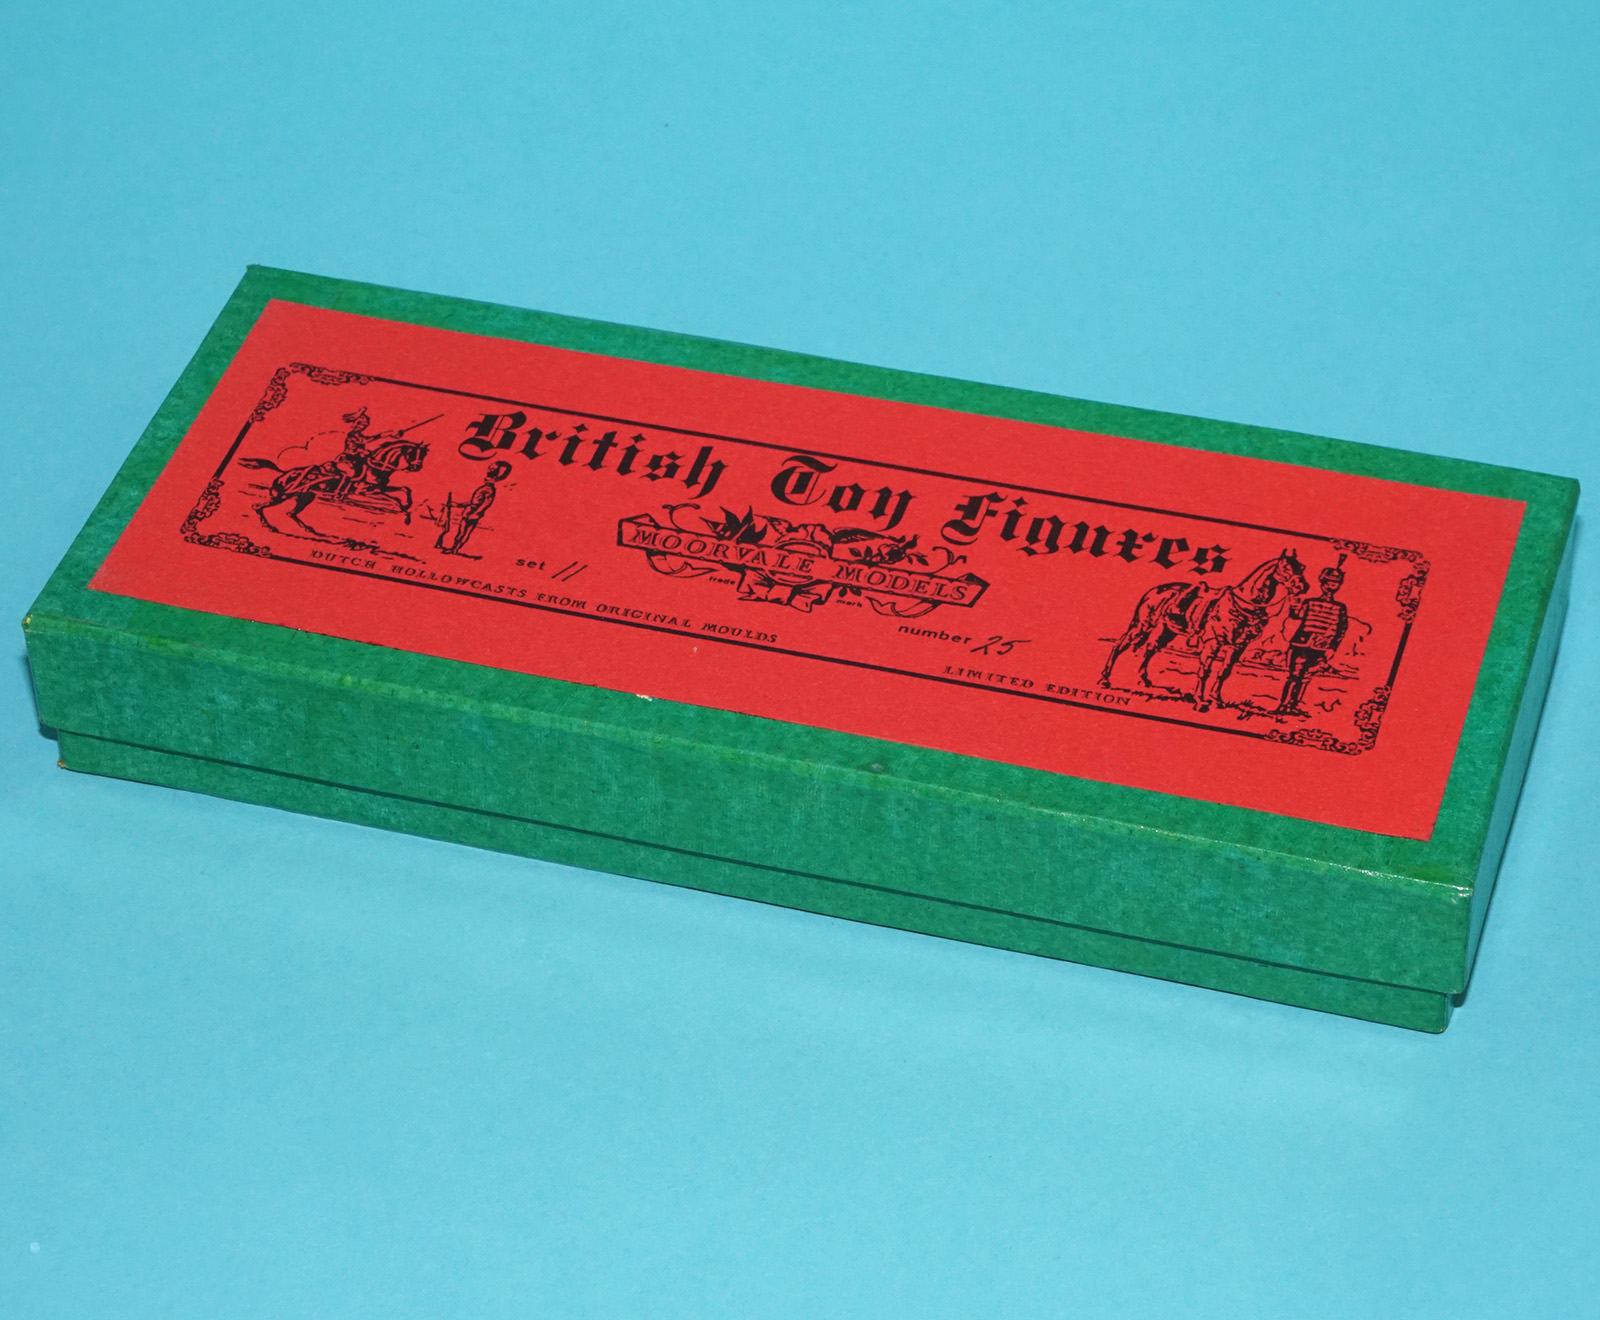 British Toy Figures
MOORVALE MODELS
trade mark
set 11
number 25
DUTCH HOLLOWCASTS FROM ORIGINAL MOULDS
LIMITED EDITION